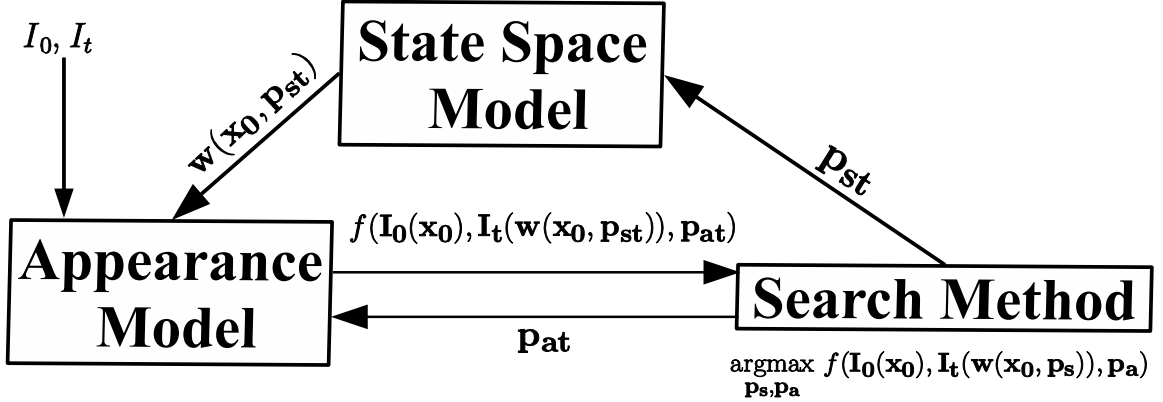 I₀, Iₜ
State Space
Model
w(x₀, pₛₜ)
pₛₜ
f(I₀(x₀), Iₜ(w(x₀, pₛₜ)), pₐₜ)
Appearance
Model
Search Method
pₐₜ
argmax f(I₀(x₀), Iₜ(w(x₀, pₛ)), pₐ)
pₛ,pₐ